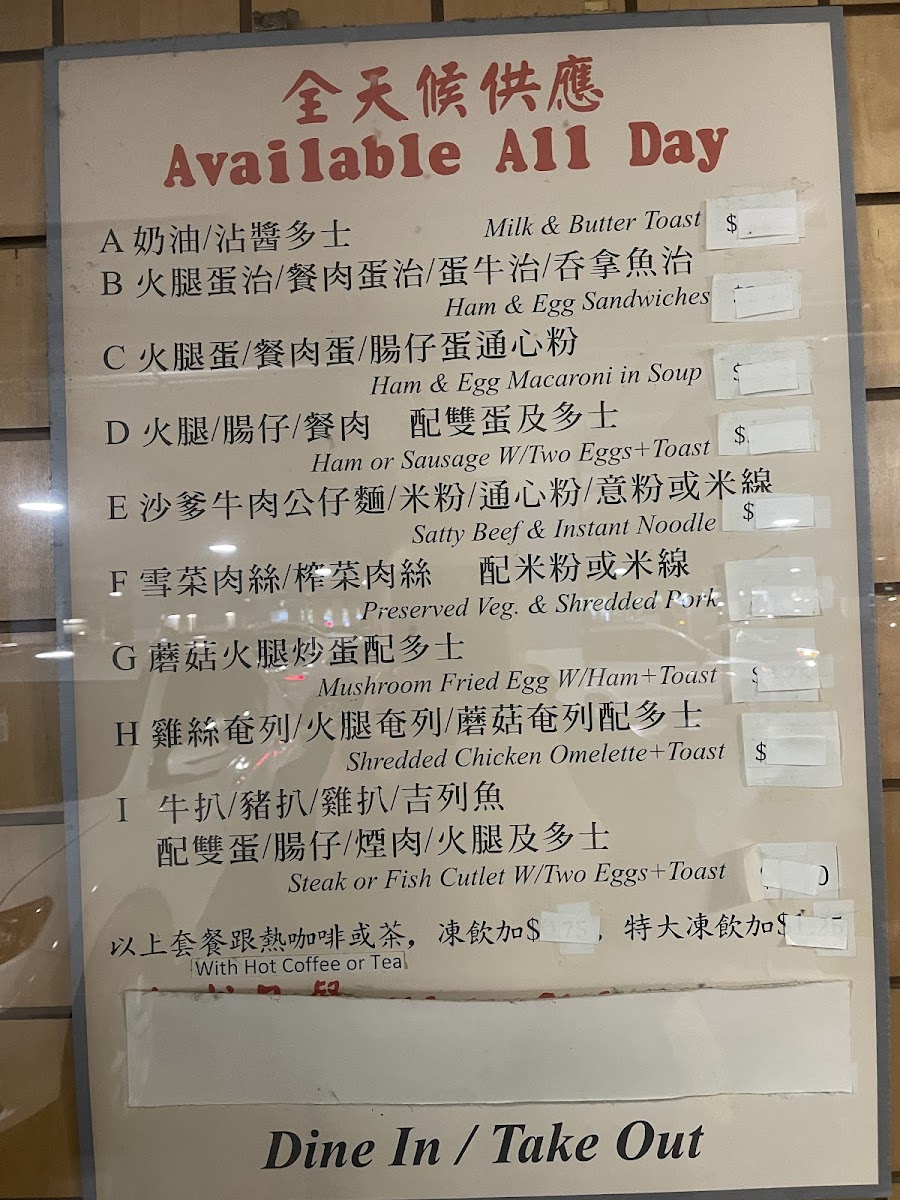 全天候供應
Available All Day
A 奶油/沾醬多士 Milk & Butter Toast $
B 火腿蛋治/餐肉蛋治/蛋牛治/吞拿魚治
Ham & Egg Sandwiches
C 火腿蛋/餐肉蛋/腸仔蛋通心粉
Ham & Egg Macaroni in Soup $
D 火腿/腸仔/餐肉 配雙蛋及多士
Ham or Sausage W/Two Eggs+Toast $
E 沙爹牛肉公仔麵/米粉/通心粉/意粉或米線
Satty Beef & Instant Noodle $
F 雪菜肉絲/榨菜肉絲 配米粉或米線
Preserved Veg. & Shredded Pork
G 蘑菇火腿炒蛋配多士
Mushroom Fried Egg W/Ham+Toast $
H 雞絲奄列/火腿奄列/蘑菇奄列配多士
Shredded Chicken Omelette+Toast $
I 牛扒/豬扒/雞扒/吉列魚
配雙蛋/腸仔/煙肉/火腿及多士
Steak or Fish Cutlet W/Two Eggs+Toast
以上套餐跟熱咖啡或茶，凍飲加$ ，特大凍飲加$1.25
With Hot Coffee or Tea
Dine In / Take Out